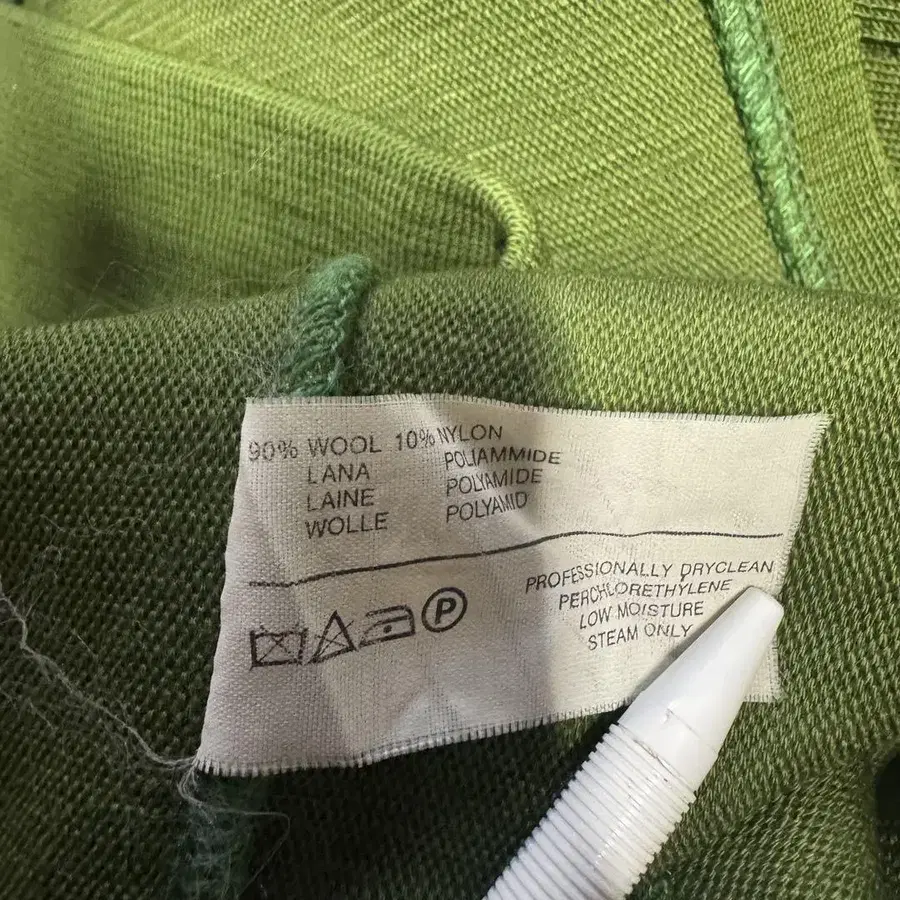 90% WOOL 10% NYLON
LANA POLIAMMIDE
LAINE POLYAMIDE
WOLLE POLYAMID
P
PROFESSIONALLY DRYCLEAN
PERCHLORETHYLENE
LOW MOISTURE
STEAM ONLY